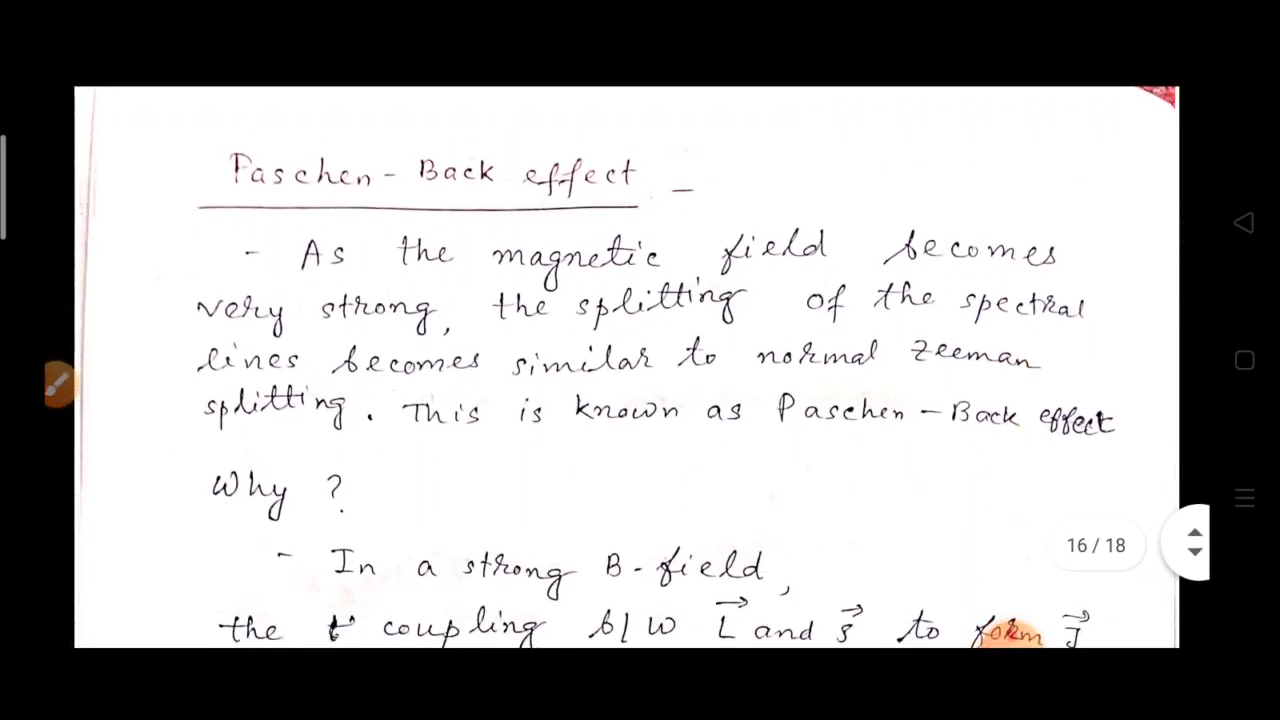 Paschen - Back effect -
- As the magnetic field becomes
very strong, the splitting of the spectral
lines becomes similar to normal zeeman
splitting. This is known as Paschen - Back effect
Why ?
- In a strong B - field,
the coupling b/w L⃗ and s⃗ to form J⃗
16 / 18